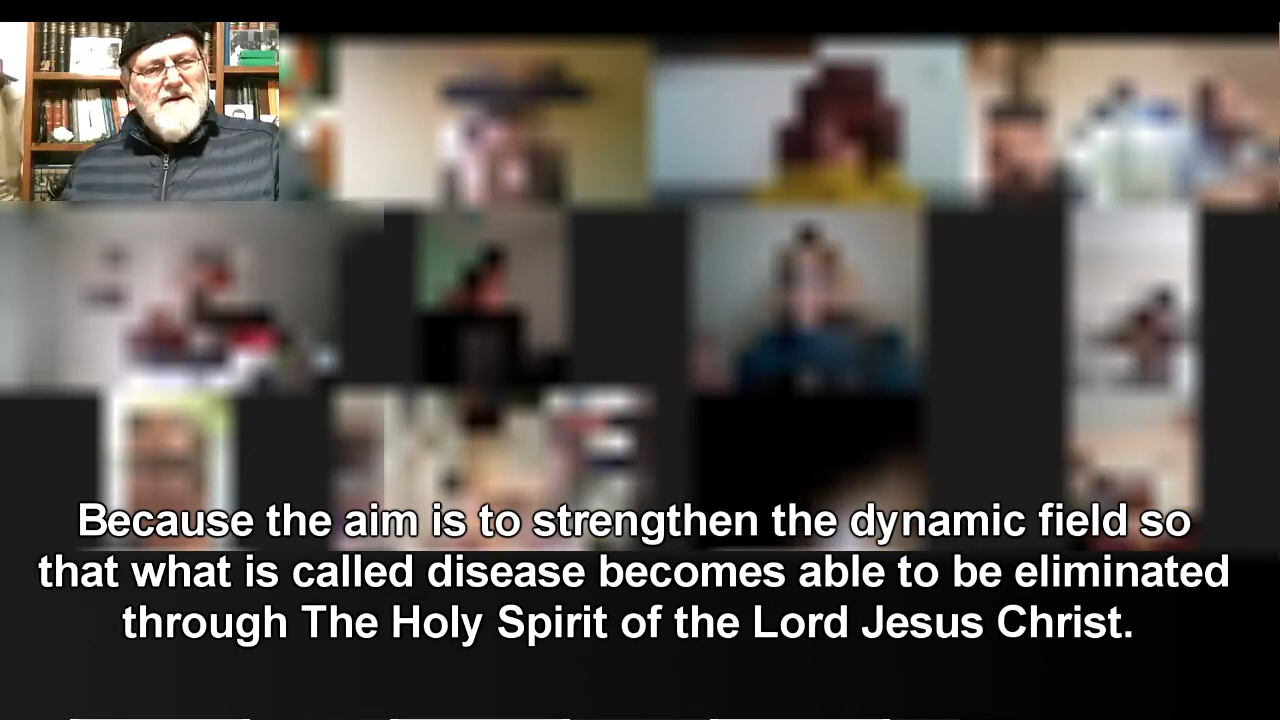 Because the aim is to strengthen the dynamic field so
that what is called disease becomes able to be eliminated
through The Holy Spirit of the Lord Jesus Christ.